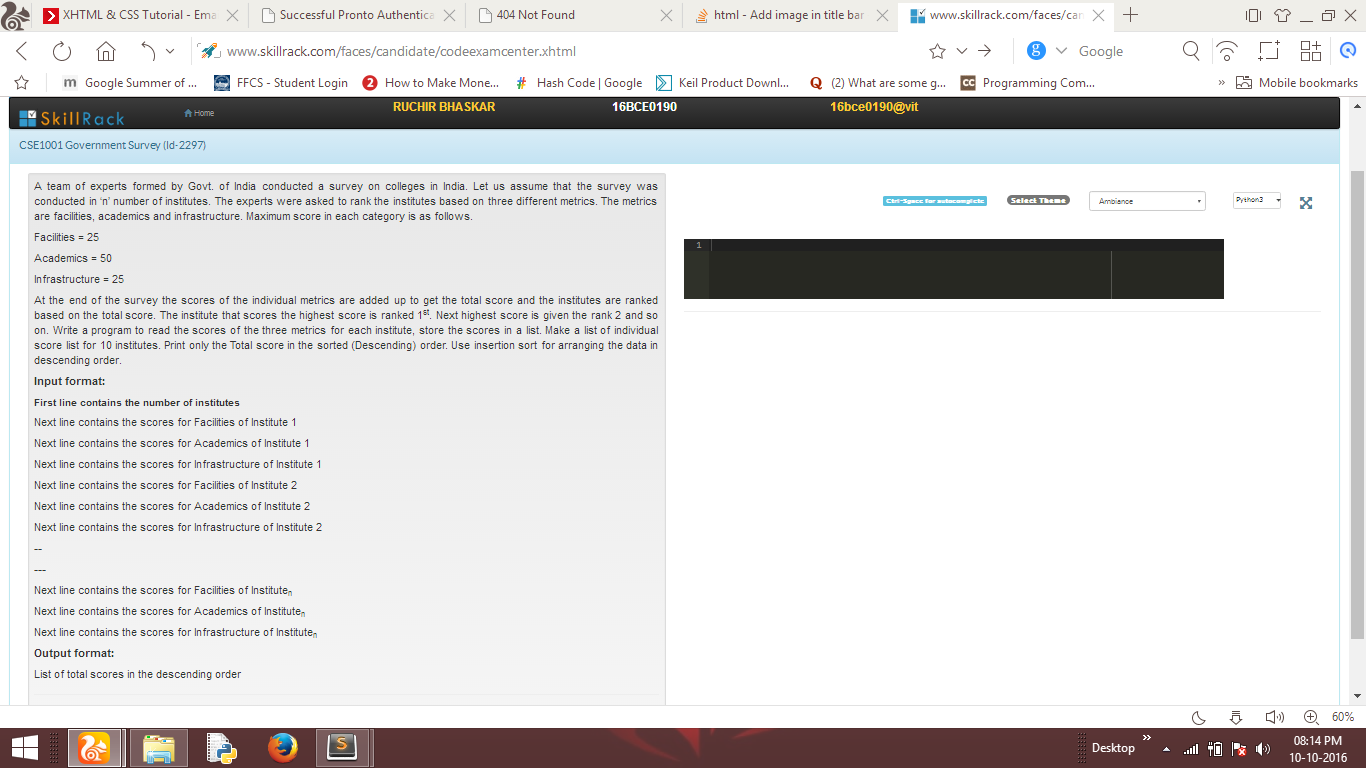 XHTML & CSS Tutorial - Ema
Successful Pronto Authentica
404 Not Found
html - Add image in title bar
www.skillrack.com/faces/can
www.skillrack.com/faces/candidate/codeexamcenter.xhtml
Google
Google Summer of ...
FFCS - Student Login
How to Make Mone...
Hash Code | Google
Keil Product Downl...
(2) What are some g...
Programming Com...
» Mobile bookmarks
SkillRack
Home
RUCHIR BHASKAR
16BCE0190
16bce0190@vit
CSE1001 Government Survey (Id-2297)
A team of experts formed by Govt. of India conducted a survey on colleges in India. Let us assume that the survey was
conducted in ‘n’ number of institutes. The experts were asked to rank the institutes based on three different metrics. The metrics
are facilities, academics and infrastructure. Maximum score in each category is as follows.
Facilities = 25
Academics = 50
Infrastructure = 25
At the end of the survey the scores of the individual metrics are added up to get the total score and the institutes are ranked
based on the total score. The institute that scores the highest score is ranked 1st. Next highest score is given the rank 2 and so
on. Write a program to read the scores of the three metrics for each institute, store the scores in a list. Make a list of individual
score list for 10 institutes. Print only the Total score in the sorted (Descending) order. Use insertion sort for arranging the data in
descending order.
Input format:
First line contains the number of institutes
Next line contains the scores for Facilities of Institute 1
Next line contains the scores for Academics of Institute 1
Next line contains the scores for Infrastructure of Institute 1
Next line contains the scores for Facilities of Institute 2
Next line contains the scores for Academics of Institute 2
Next line contains the scores for Infrastructure of Institute 2
--
---
Next line contains the scores for Facilities of Instituten
Next line contains the scores for Academics of Instituten
Next line contains the scores for Infrastructure of Instituten
Output format:
List of total scores in the descending order
Ctrl-Space for autocomplete
Select Theme
Ambiance
Python3
1
60%
Desktop
08:14 PM
10-10-2016